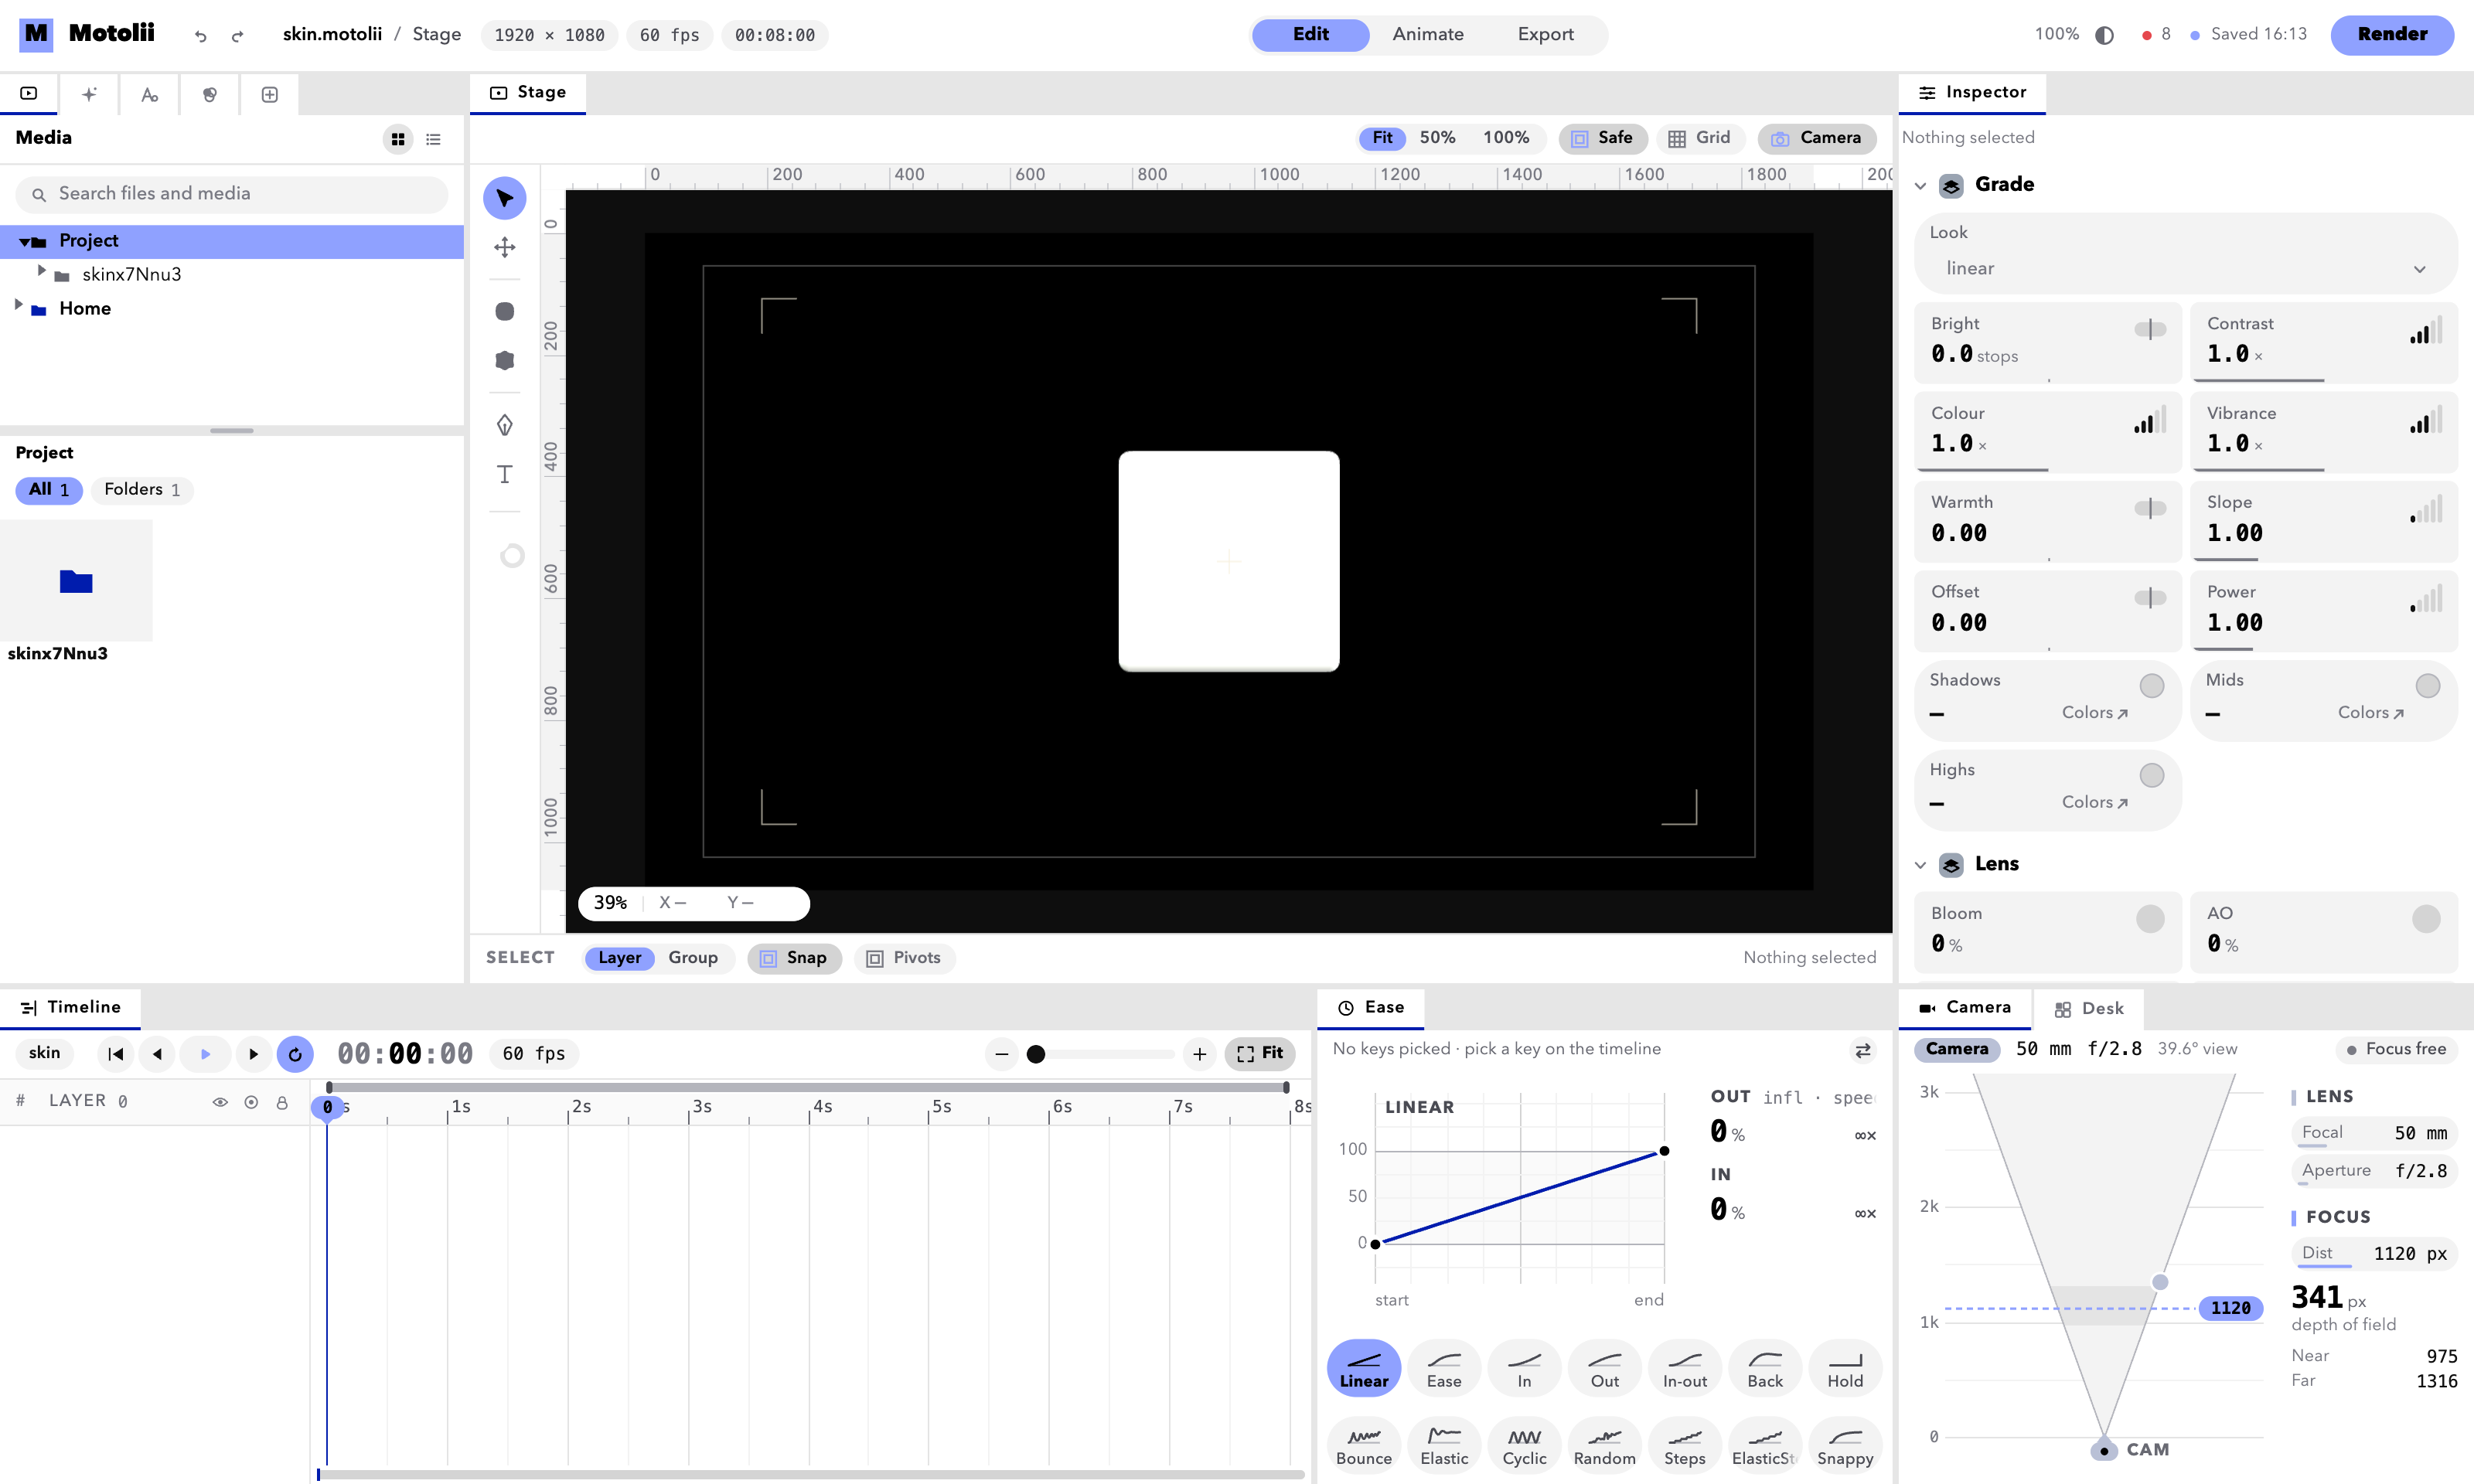 M Motolii skin.motolii / Stage 1920 × 1080 60 fps 00:08:00 Edit Animate Export 100% 8 Saved 16:13 Render
Stage
Inspector
Media
Fit 50% 100% Safe Grid Camera
Nothing selected
Search files and media
0 200 400 600 800 1000 1200 1400 1600 1800
Project
skinx7Nnu3
Home
Project
All 1 Folders 1
skinx7Nnu3
0
200
400
600
800
1000
T
39% X — Y —
SELECT Layer Group Snap Pivots Nothing selected
Grade
Look
linear
Bright
0.0 stops
Contrast
1.0 ×
Colour
1.0 ×
Vibrance
1.0 ×
Warmth
0.00
Slope
1.00
Offset
0.00
Power
1.00
Shadows
— Colors
Mids
— Colors
Highs
— Colors
Lens
Bloom
0 %
AO
0 %
Timeline
skin 00:00:00 60 fps Fit
# LAYER 0
0 1s 2s 3s 4s 5s 6s 7s 8s
Ease
No keys picked · pick a key on the timeline
LINEAR
100
50
0
start end
OUT infl ·
0 % ∞×
IN
0 % ∞×
Linear Ease In Out In-out Back Hold
Bounce Elastic Cyclic Random Steps Snappy
Camera Desk
Camera 50 mm f/2.8 39.6° view Focus free
3k
2k
1k
0
1120
CAM
LENS
Focal 50 mm
Aperture f/2.8
FOCUS
Dist 1120 px
341 px
depth of field
Near 975
Far 1316